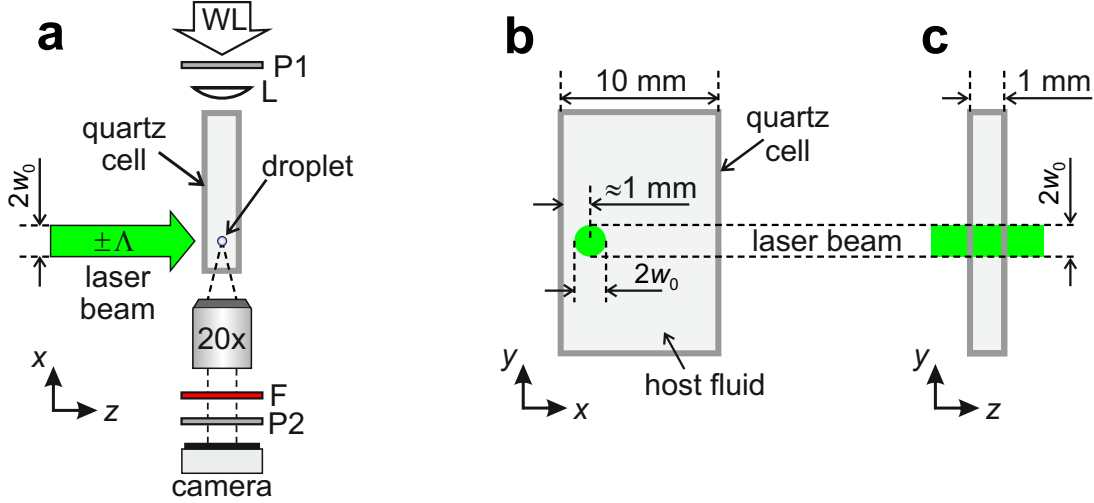 a
WL
P1
L
quartz
cell
droplet
2w₀
±Λ
laser
beam
20x
F
P2
camera
x
z
b
10 mm
quartz
cell
≈1 mm
2w₀
host fluid
y
x
laser beam
c
1 mm
2w₀
y
z